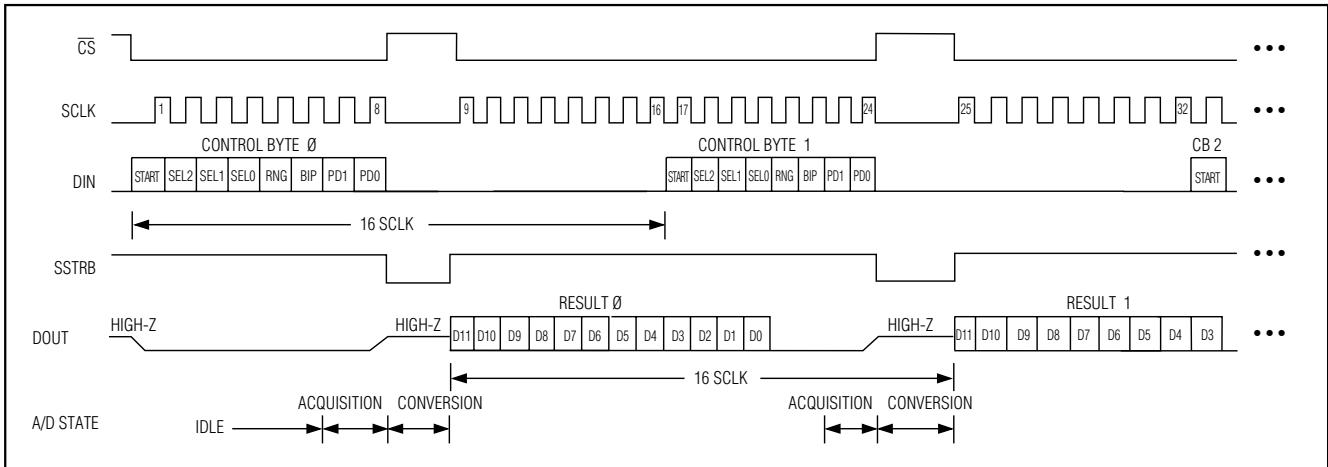 CS
SCLK 1 8 9 16 17 24 25 32
CONTROL BYTE Ø CONTROL BYTE 1 CB 2
DIN START SEL2 SEL1 SEL0 RNG BIP PD1 PD0 START SEL2 SEL1 SEL0 RNG BIP PD1 PD0 START
16 SCLK
SSTRB
RESULT Ø RESULT 1
HIGH-Z HIGH-Z HIGH-Z
DOUT D11 D10 D9 D8 D7 D6 D5 D4 D3 D2 D1 D0 D11 D10 D9 D8 D7 D6 D5 D4 D3
16 SCLK
ACQUISITION CONVERSION ACQUISITION CONVERSION
A/D STATE IDLE